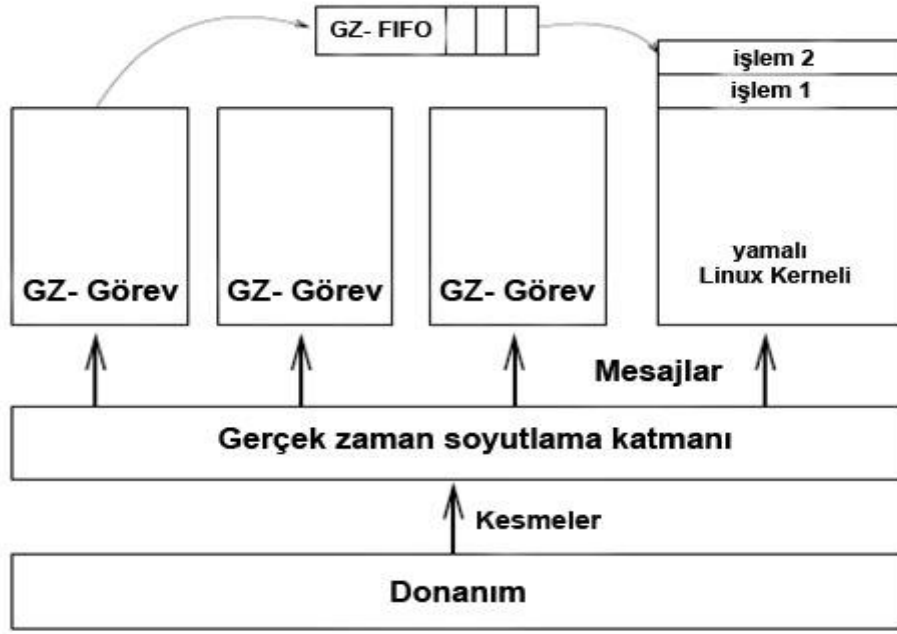 GZ- FIFO
işlem 2
işlem 1
GZ- Görev
GZ- Görev
GZ- Görev
yamalı
Linux Kerneli
Mesajlar
Gerçek zaman soyutlama katmanı
Kesmeler
Donanım